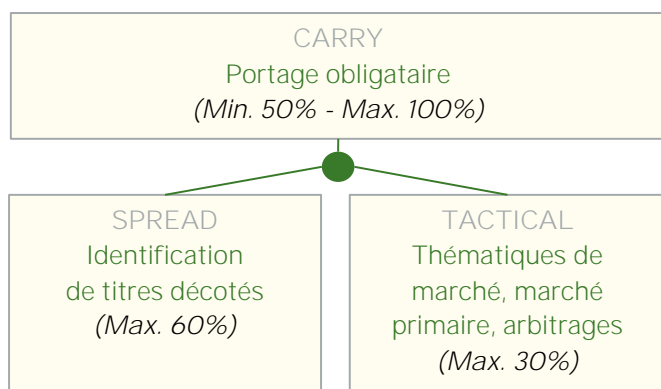 CARRY
Portage obligataire
(Min. 50% - Max. 100%)
SPREAD
Identification
de titres décotés
(Max. 60%)
TACTICAL
Thématiques de
marché, marché
primaire, arbitrages
(Max. 30%)